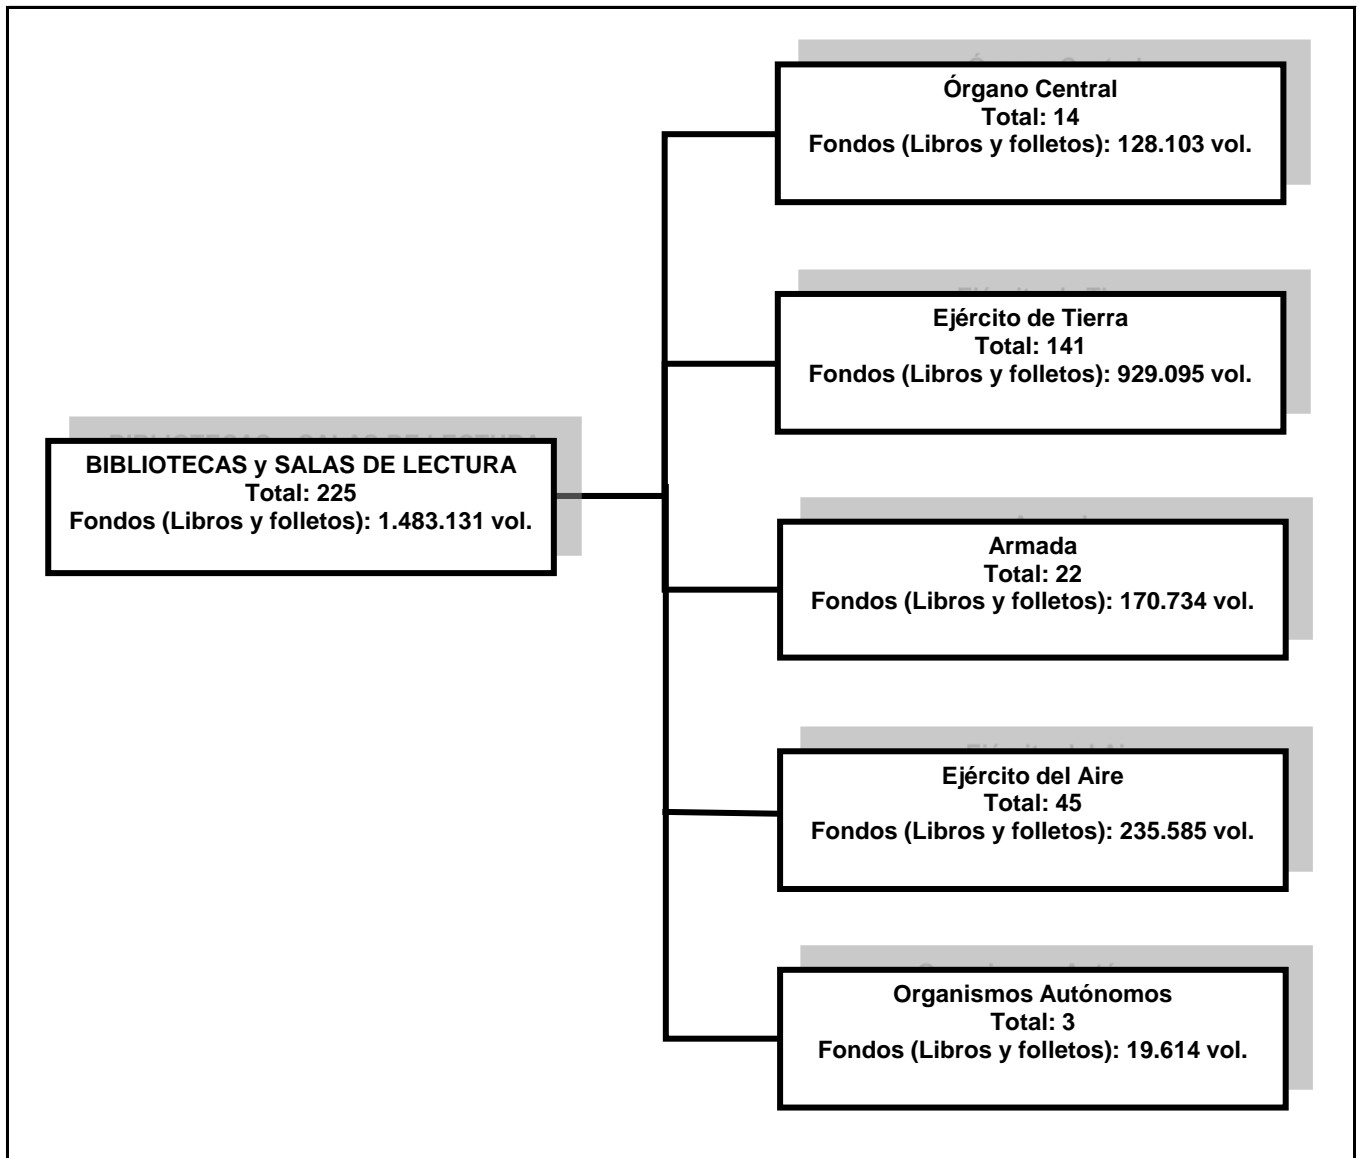 Órgano Central
Total: 14
Fondos (Libros y folletos): 128.103 vol.
Ejército de Tierra
Total: 141
Fondos (Libros y folletos): 929.095 vol.
BIBLIOTECAS y SALAS DE LECTURA
Total: 225
Fondos (Libros y folletos): 1.483.131 vol.
Armada
Total: 22
Fondos (Libros y folletos): 170.734 vol.
Ejército del Aire
Total: 45
Fondos (Libros y folletos): 235.585 vol.
Organismos Autónomos
Total: 3
Fondos (Libros y folletos): 19.614 vol.